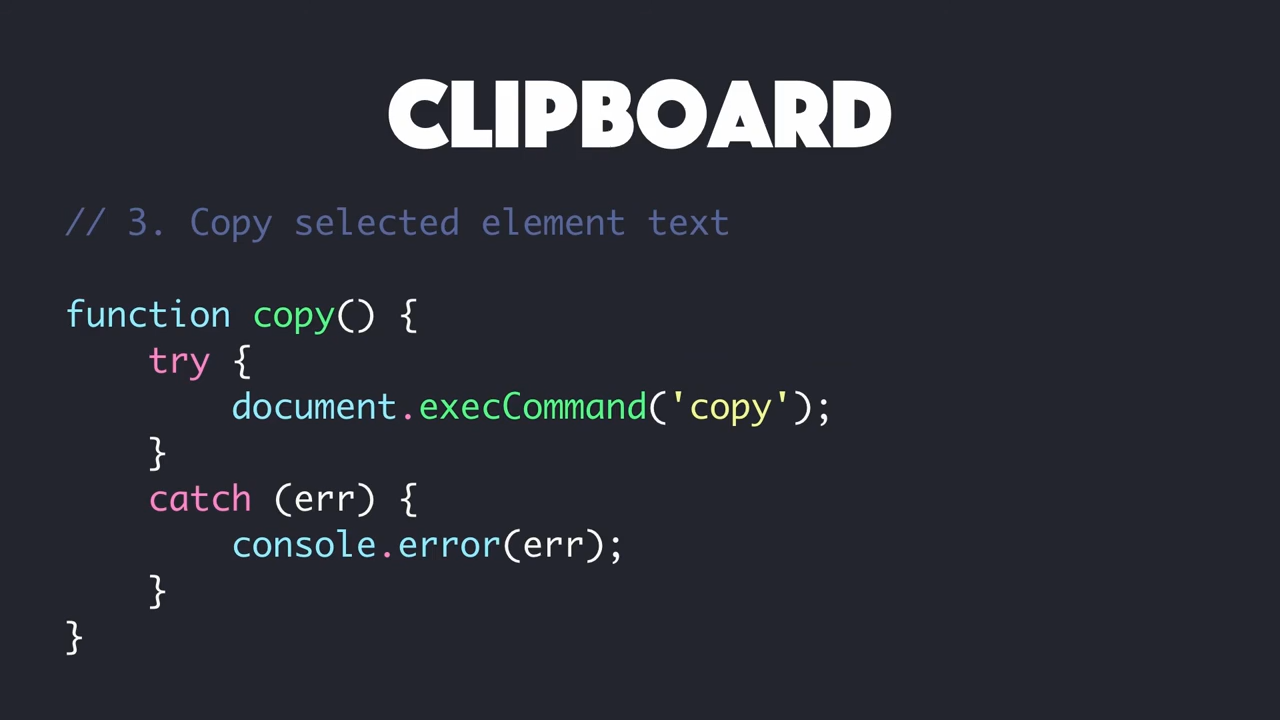 CLIPBOARD
// 3. Copy selected element text
function copy() {
    try {
        document.execCommand('copy');
    }
    catch (err) {
        console.error(err);
    }
}